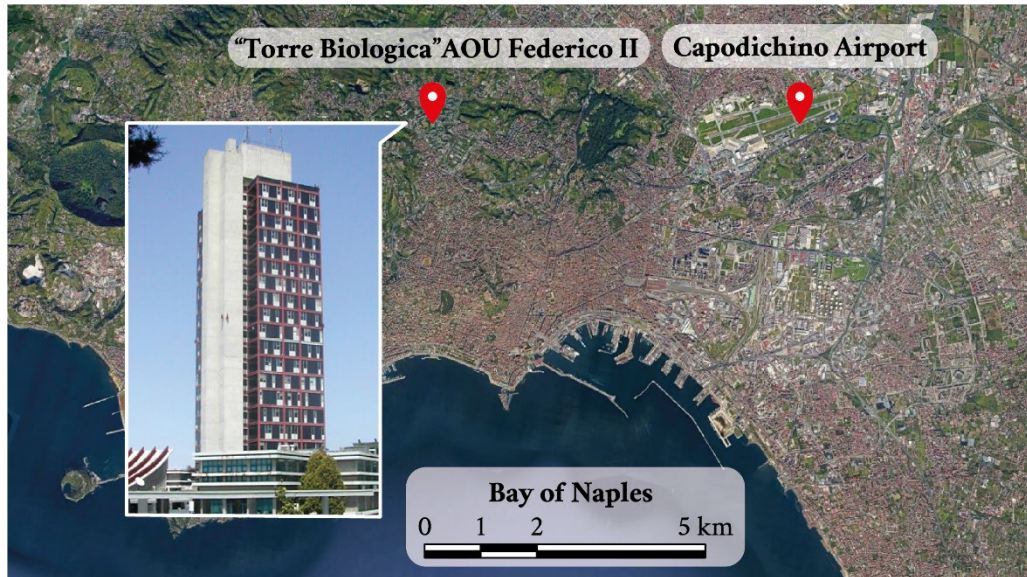 “Torre Biologica”AOU Federico II
Capodichino Airport
Bay of Naples
0 1 2 5 km